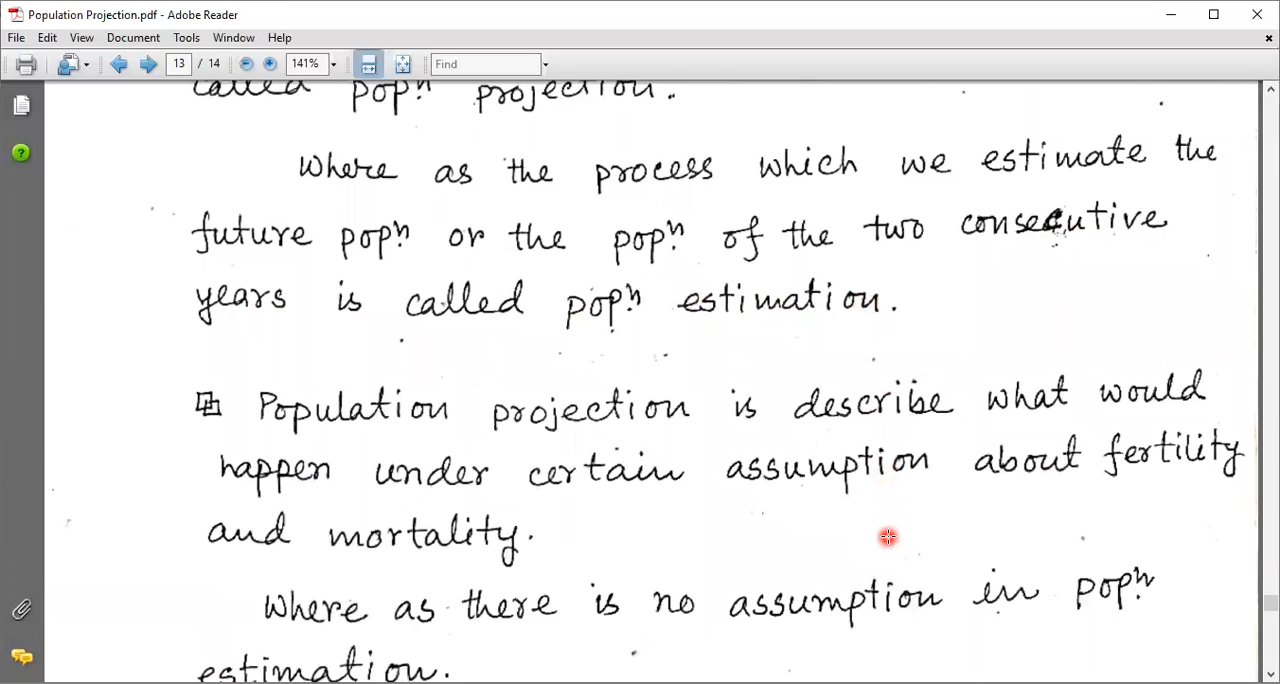 Population Projection.pdf - Adobe Reader
File Edit View Document Tools Window Help
13 / 14 141% Find
called popⁿ projection.
Where as the process which we estimate the
future popⁿ or the popⁿ of the two consecutive
years is called popⁿ estimation.
Population projection is describe what would
happen under certain assumption about fertility
and mortality.
Where as there is no assumption in popⁿ
estimation.